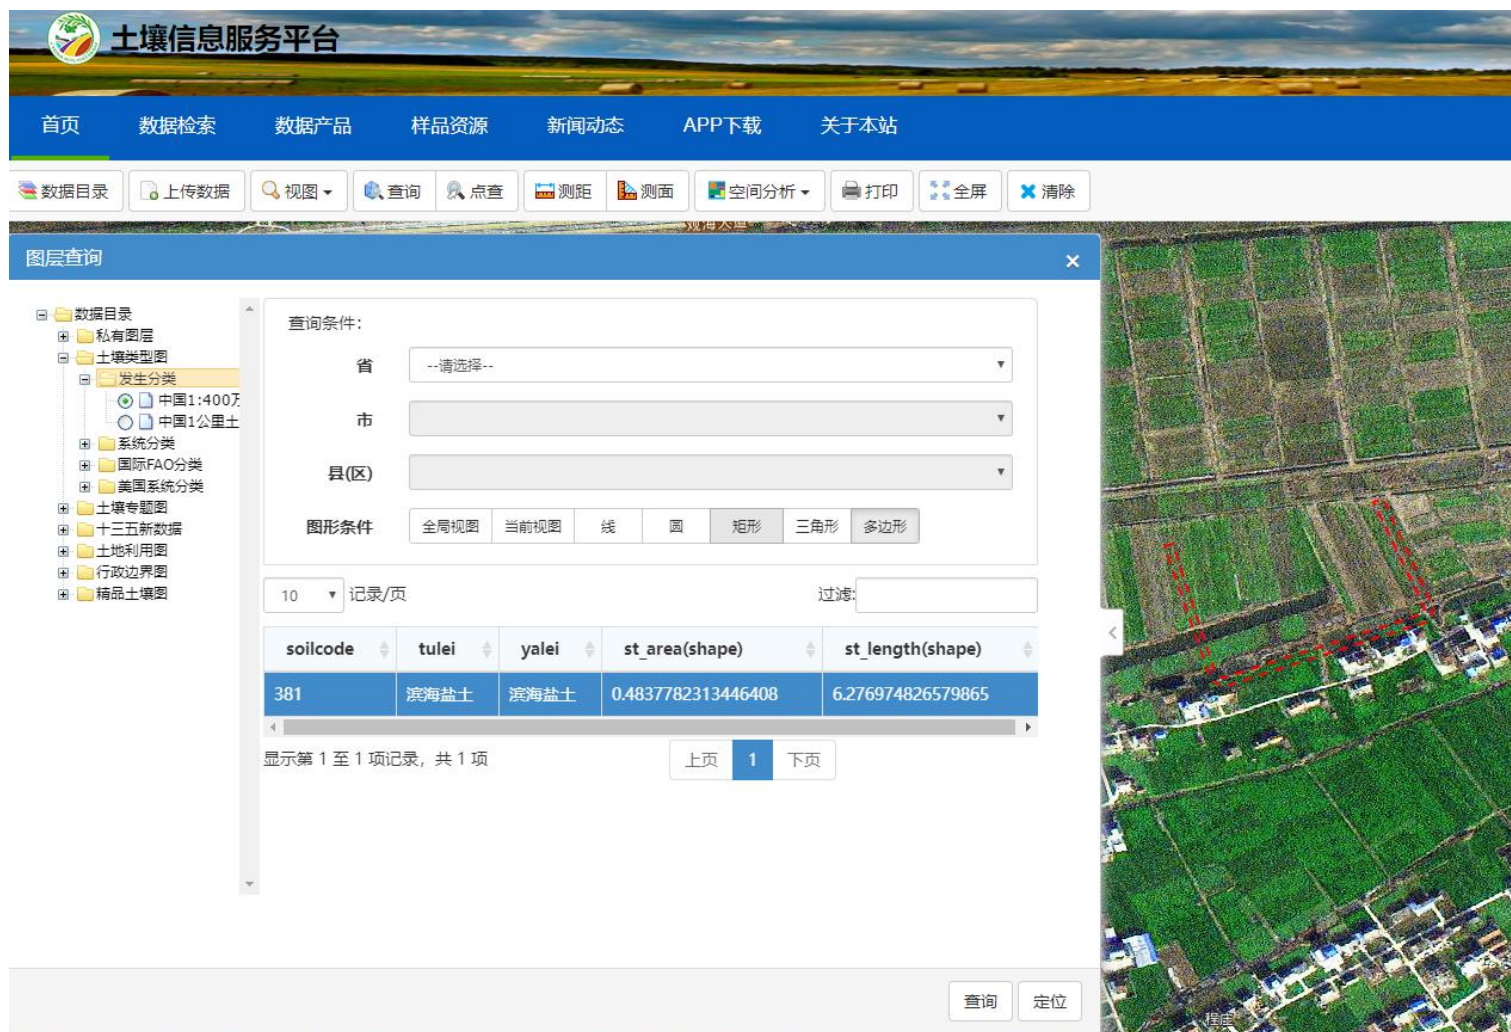 土壤信息服务平台
首页 数据检索 数据产品 样品资源 新闻动态 APP下载 关于本站
数据目录 上传数据 视图 查询 点查 测距 测面 空间分析 打印 全屏 清除
观海大道
图层查询 ×
数据目录
私有图层
土壤类型图
发生分类
中国1:400万
中国1公里土
系统分类
国际FAO分类
美国系统分类
土壤专题图
十三五新数据
土地利用图
行政边界图
精品土壤图
查询条件:
省 --请选择--
市
县(区)
图形条件 全局视图 当前视图 线 圆 矩形 三角形 多边形
10 记录/页 过滤:
soilcode tulei yalei st_area(shape) st_length(shape)
381 滨海盐土 滨海盐土 0.4837782313446408 6.276974826579865
显示第 1 至 1 项记录，共 1 项 上页 1 下页
查询 定位
程庄